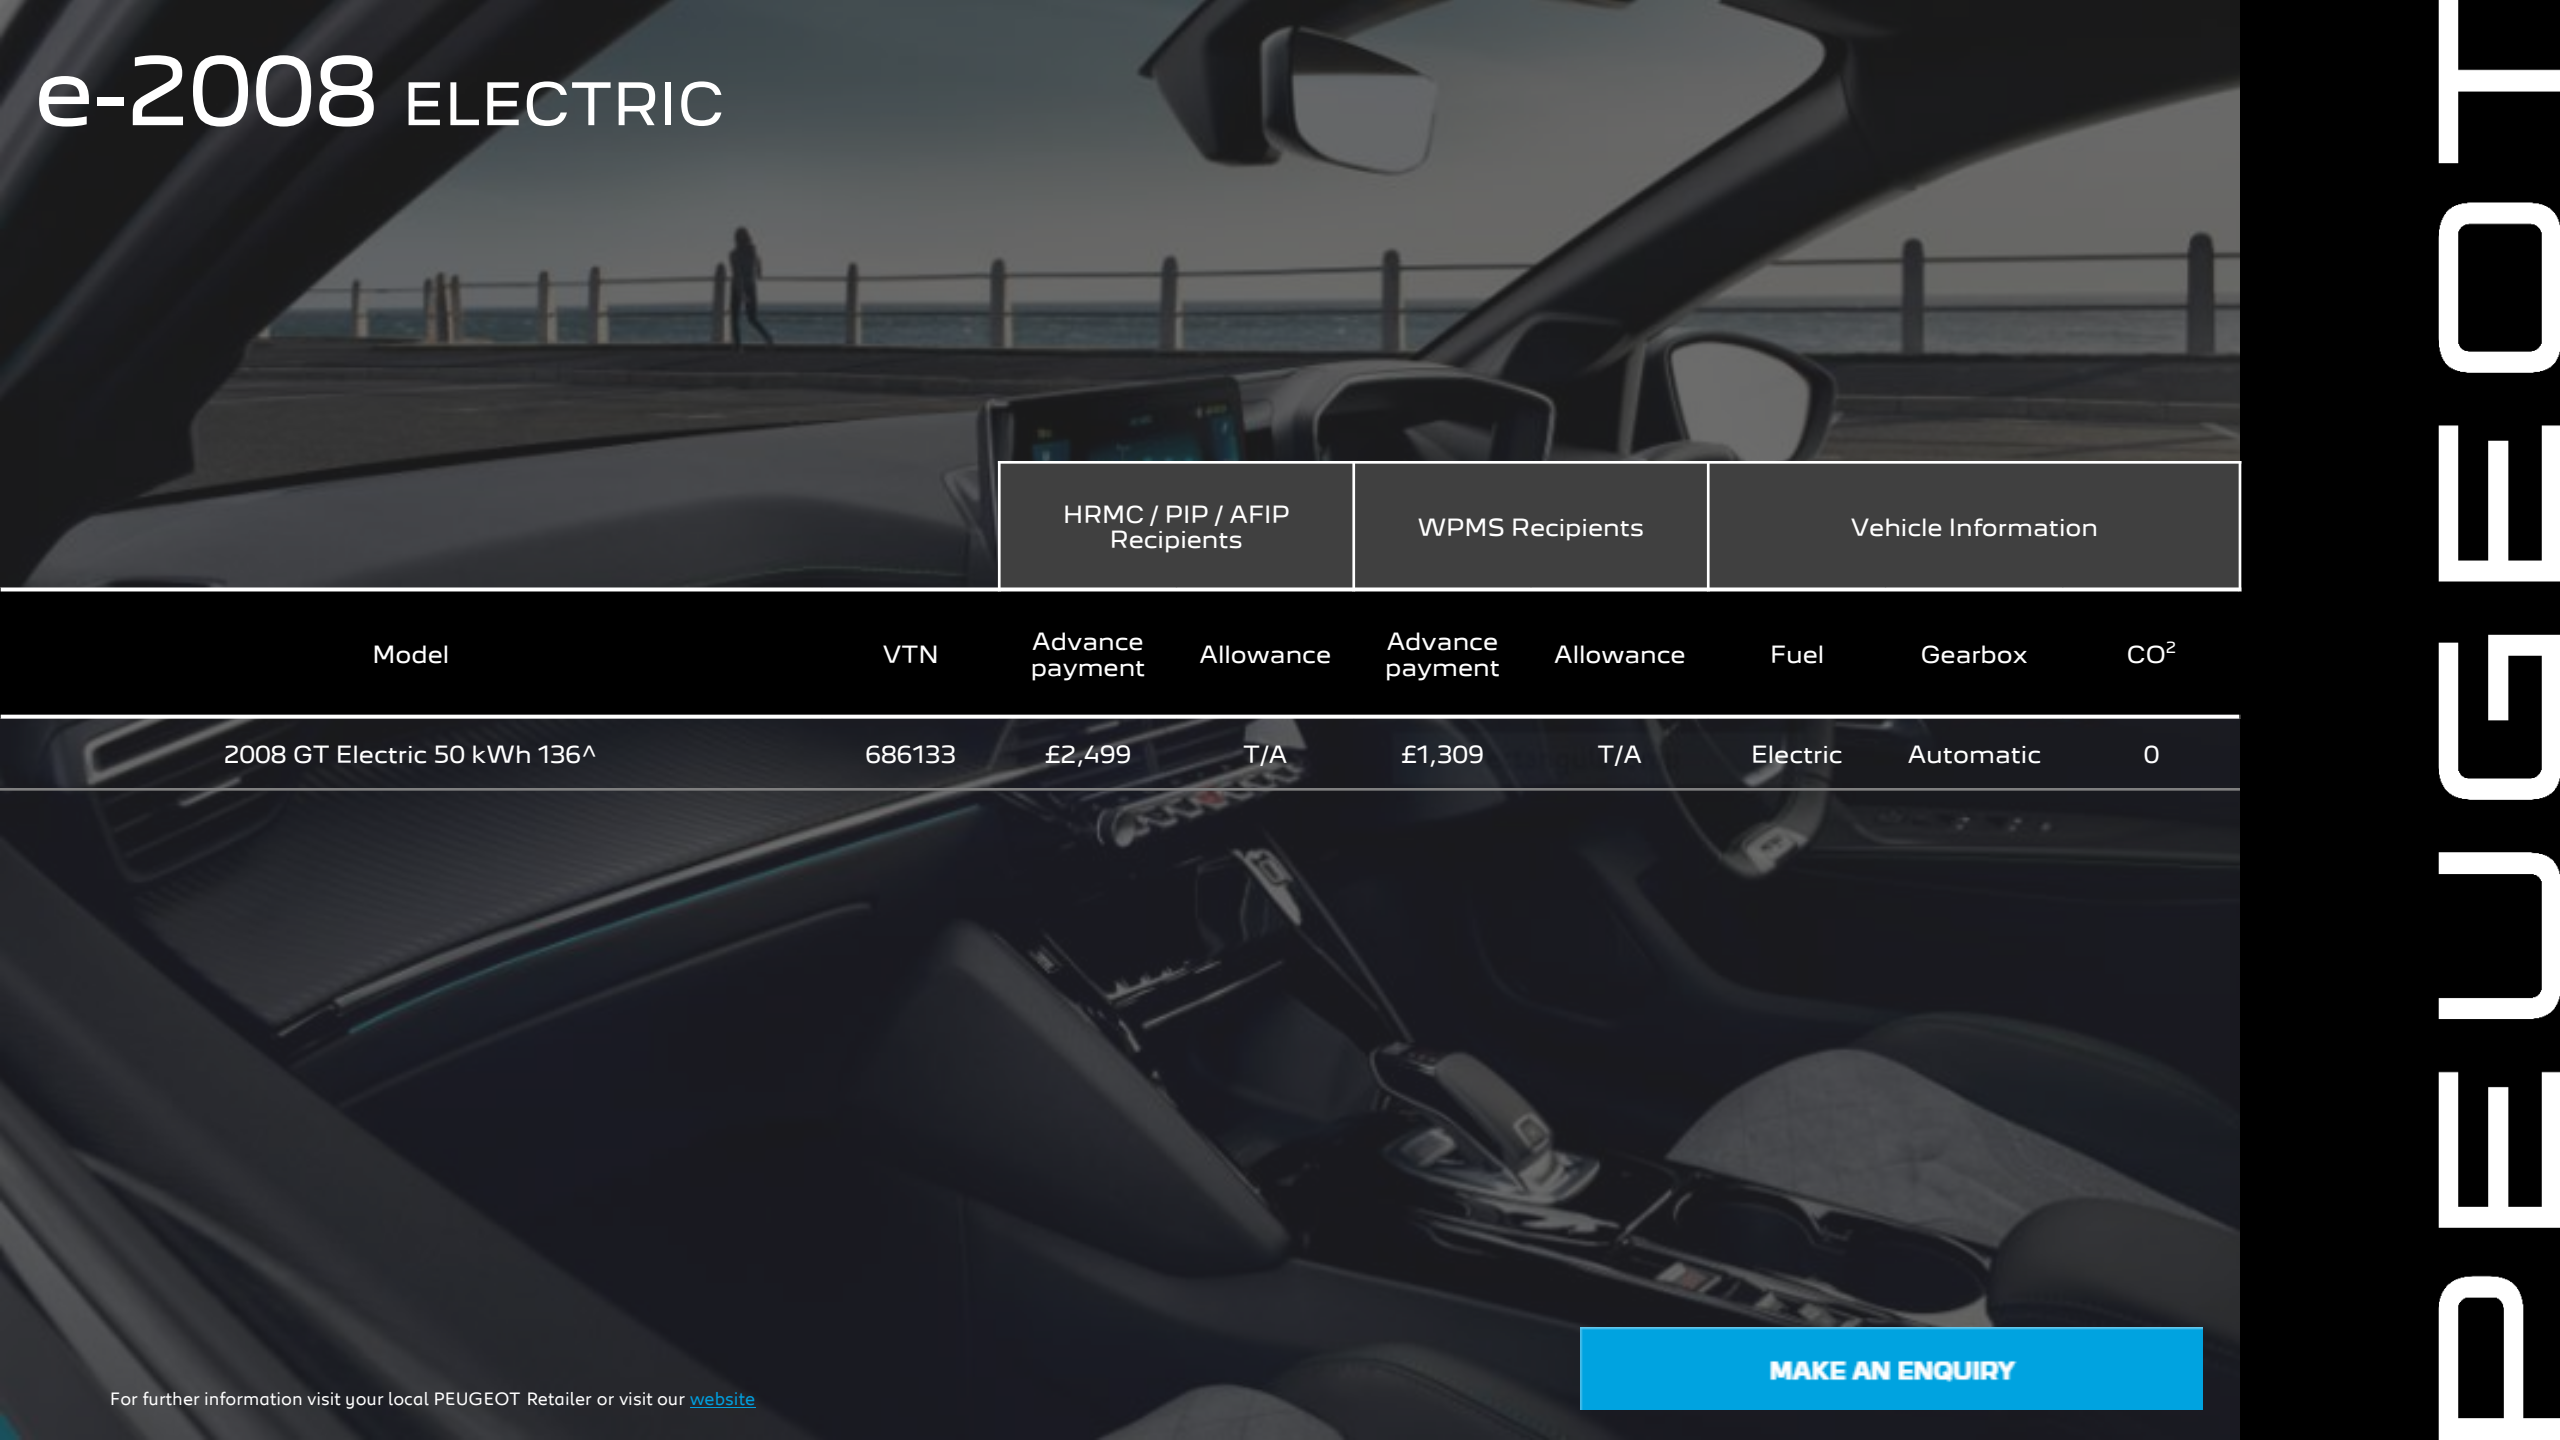 e-2008 ELECTRIC
HRMC / PIP / AFIP
Recipients
WPMS Recipients
Vehicle Information
Model
VTN
Advance
payment
Allowance
Advance
payment
Allowance
Fuel
Gearbox
CO²
2008 GT Electric 50 kWh 136^ 686133 £2,499 T/A £1,309 T/A Electric Automatic 0
MAKE AN ENQUIRY
For further information visit your local PEUGEOT Retailer or visit our website
PEUGEOT